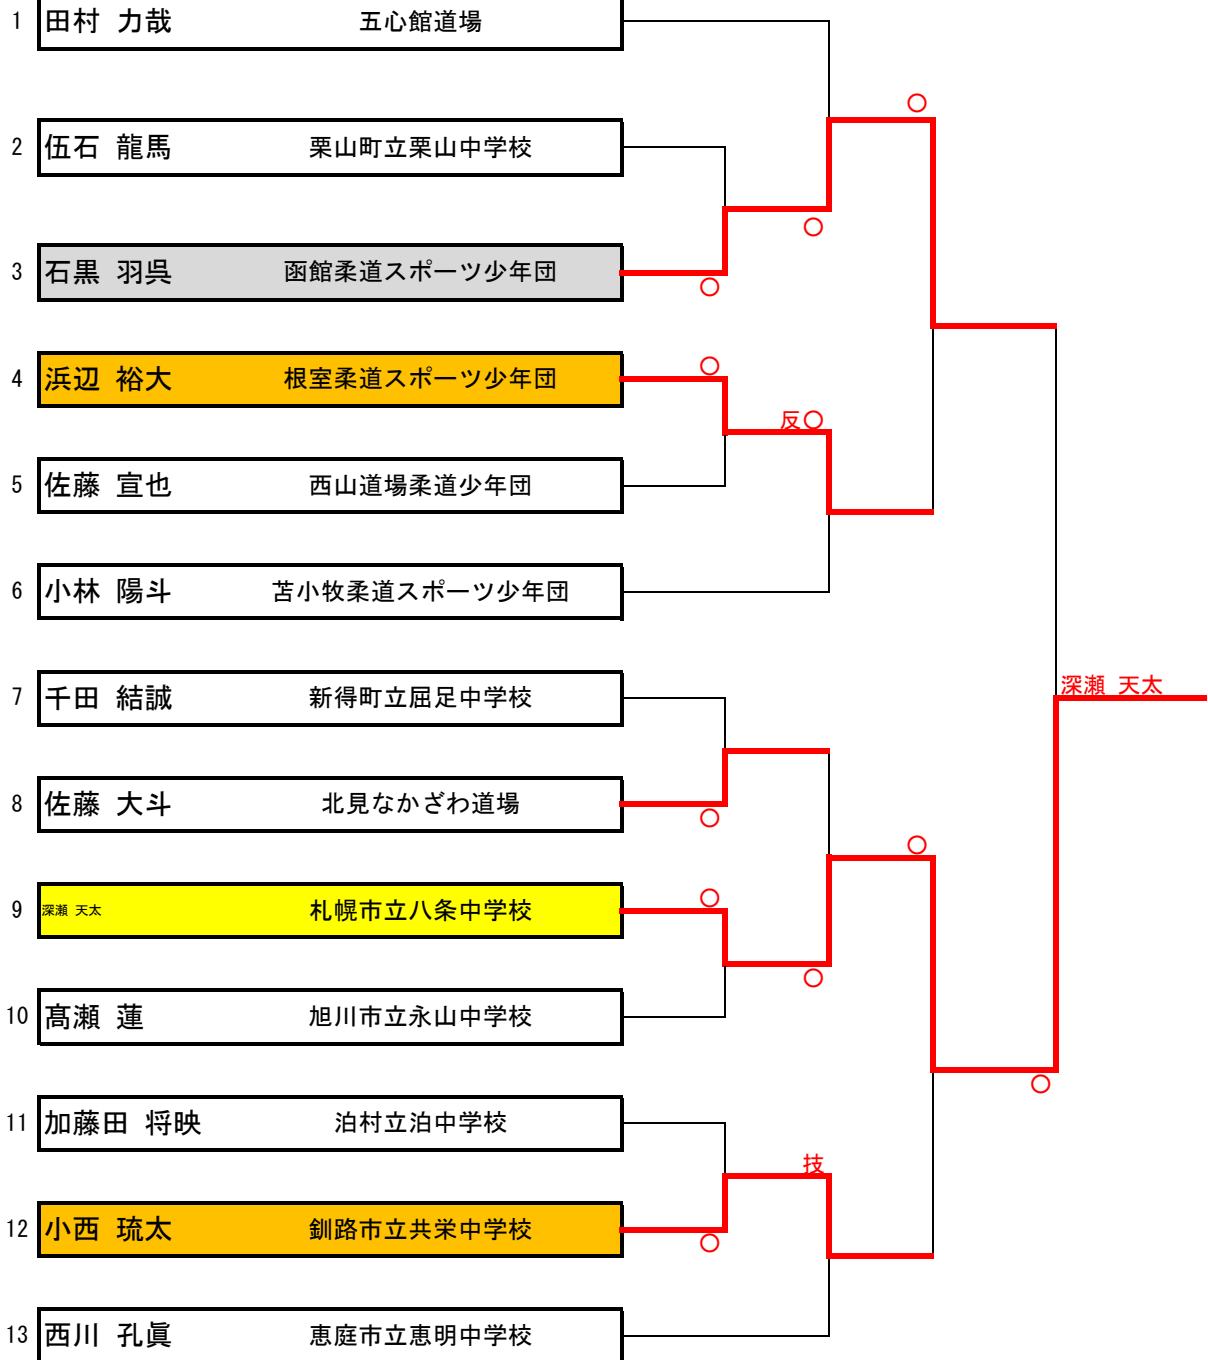 1 田村 力哉 五心館道場
2 伍石 龍馬 栗山町立栗山中学校
3 石黒 羽呉 函館柔道スポーツ少年団
4 浜辺 裕大 根室柔道スポーツ少年団
反○
5 佐藤 宣也 西山道場柔道少年団
6 小林 陽斗 苫小牧柔道スポーツ少年団
7 千田 結誠 新得町立屈足中学校
深瀬 天太
8 佐藤 大斗 北見なかざわ道場
9 深瀬 天太 札幌市立八条中学校
10 髙瀬 蓮 旭川市立永山中学校
11 加藤田 将映 泊村立泊中学校
技
12 小西 琉太 釧路市立共栄中学校
13 西川 孔眞 恵庭市立恵明中学校